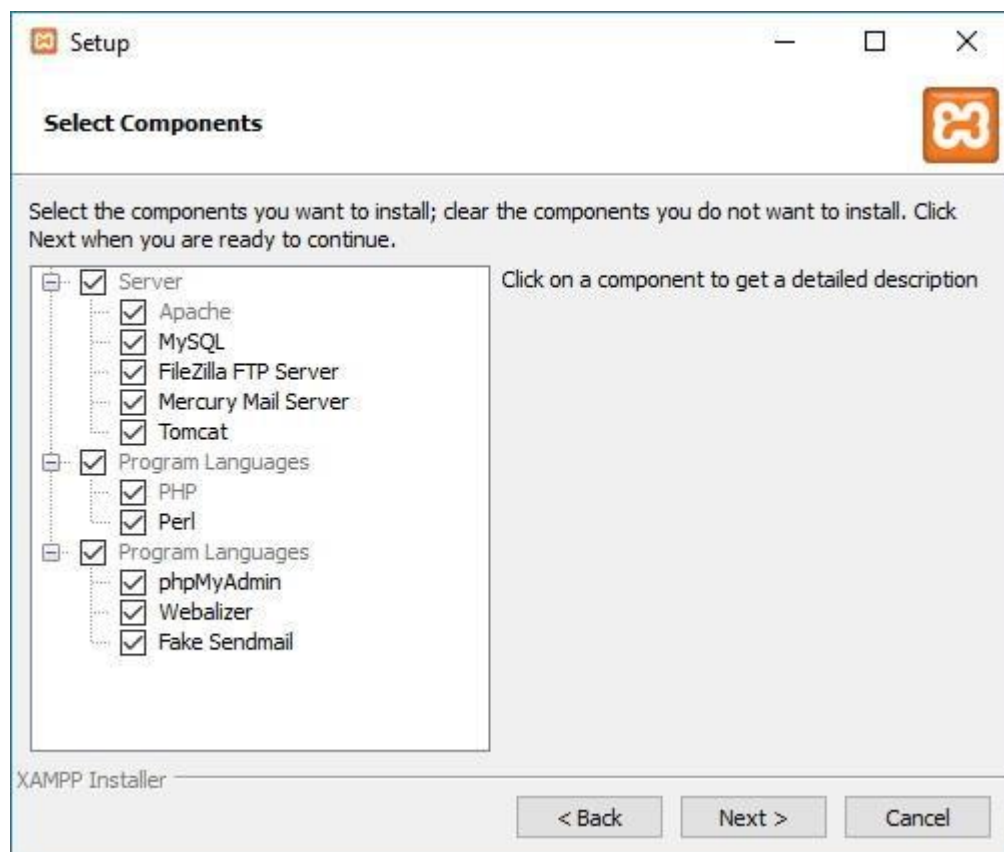 Setup
Select Components
Select the components you want to install; clear the components you do not want to install. Click
Next when you are ready to continue.
Server
Apache
MySQL
FileZilla FTP Server
Mercury Mail Server
Tomcat
Program Languages
PHP
Perl
Program Languages
phpMyAdmin
Webalizer
Fake Sendmail
Click on a component to get a detailed description
XAMPP Installer
< Back
Next >
Cancel